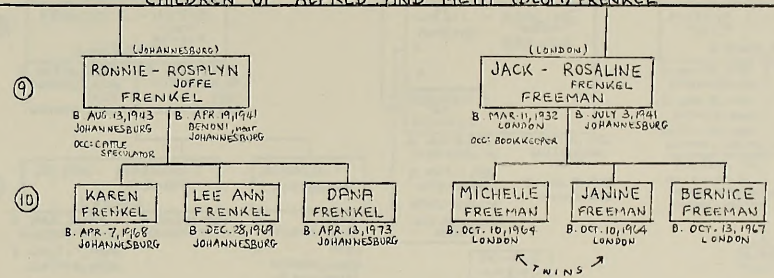 CHILDREN OF ALFRED AND META (BLUM) FRENKEL
(JOHANNESBURG)
RONNIE - ROSPLYN
JOFFE
FRENKEL
B AUG. 13, 1943
JOHANNESBURG
OCC: CATTLE
SPECULATOR
B. APR. 19, 1941
BENONI, near
JOHANNESBURG
(LONDON)
JACK - ROSALINE
FRENKEL
FREEMAN
B MAR. 11, 1932
LONDON
OCC: BOOKKEEPER
B. JULY 3, 1941
JOHANNESBURG
9
10
KAREN
FRENKEL
B. APR. 7, 1968
JOHANNESBURG
LEE ANN
FRENKEL
B. DEC. 28, 1969
JOHANNESBURG
DANA
FRENKEL
B. APR. 13, 1973
JOHANNESBURG
MICHELLE
FREEMAN
B. OCT. 10, 1964
LONDON
JANINE
FREEMAN
B. OCT. 10, 1964
LONDON
BERNICE
FREEMAN
B. OCT. 13, 1967
LONDON
TWINS